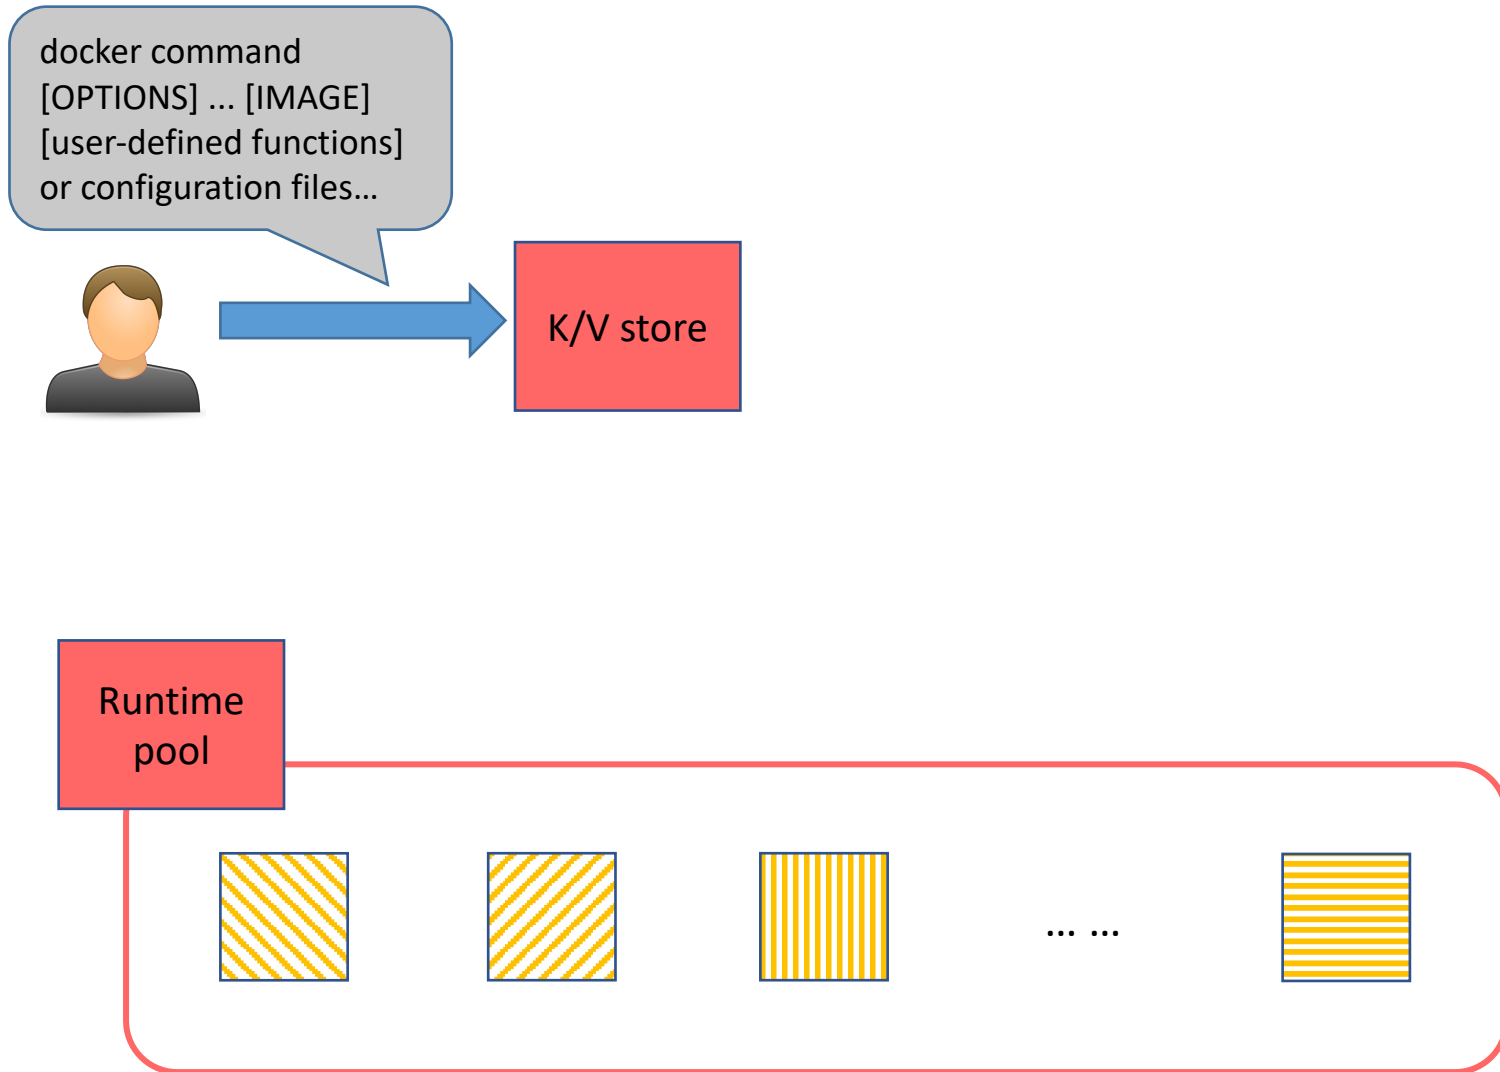 docker command
[OPTIONS] ... [IMAGE]
[user-defined functions]
or configuration files…
K/V store
Runtime
pool
... ...